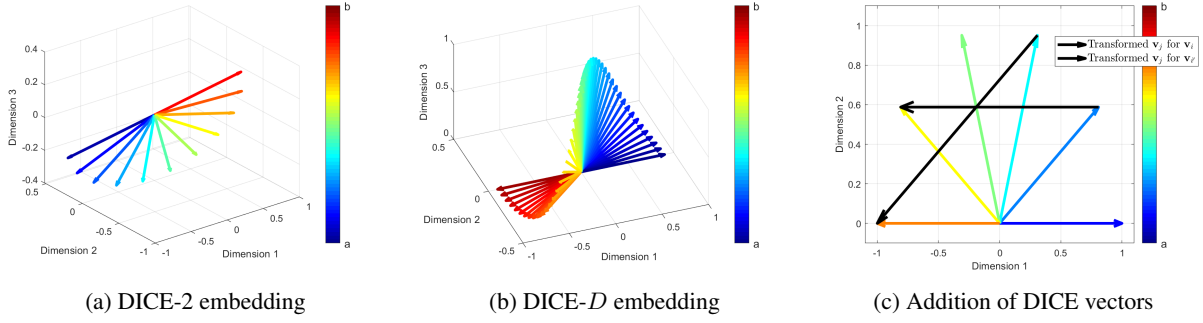 0.4
0.2
0
-0.2
-0.4
Dimension 3
0.5
0
-0.5
-1
Dimension 2
-1
-0.5
0
0.5
1
Dimension 1
b
a
1
0.5
0
Dimension 3
0.5
0
-0.5
Dimension 2
-1
-0.5
0
0.5
1
Dimension 1
b
a
1
0.8
0.6
0.4
0.2
0
Dimension 2
-1
-0.5
0
0.5
1
Dimension 1
Transformed v_j for v_i
Transformed v_j for v_i'
b
a
(a) DICE-2 embedding
(b) DICE-D embedding
(c) Addition of DICE vectors